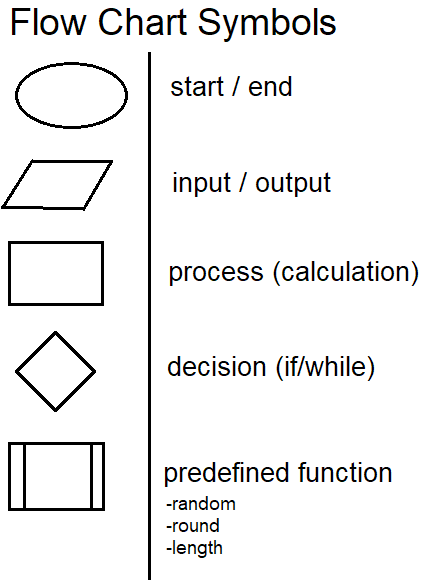 Flow Chart Symbols
start / end
input / output
process (calculation)
decision (if/while)
predefined function
-random
-round
-length